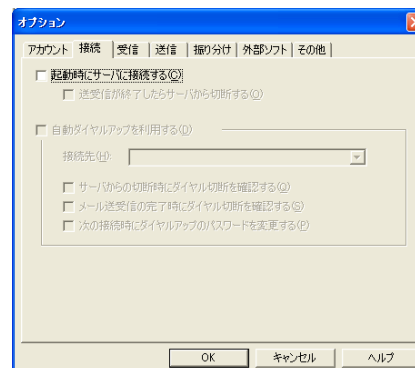 オプション
アカウント 接続 受信 送信 振り分け 外部ソフト その他
起動時にサーバに接続する(C)
送受信が終了したらサーバから切断する(O)
自動ダイヤルアップを利用する(D)
接続先(H):
サーバからの切断時にダイヤル切断を確認する(Q)
メール送受信の完了時にダイヤル切断を確認する(S)
次の接続時にダイヤルアップのパスワードを変更する(P)
OK キャンセル ヘルプ